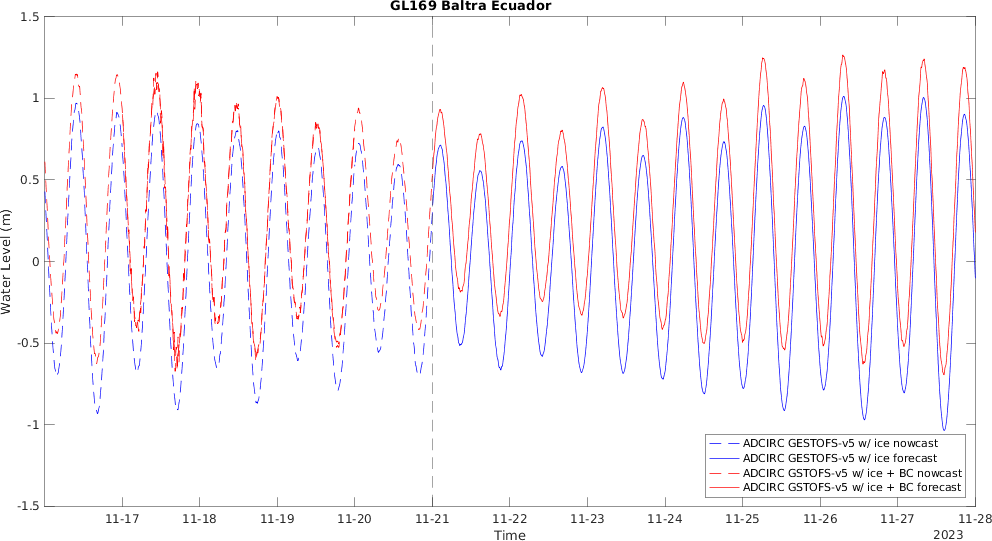 GL169 Baltra Ecuador
1.5
1
0.5
0
-0.5
-1
-1.5
Water Level (m)
ADCIRC GESTOFS-v5 w/ ice nowcast
ADCIRC GESTOFS-v5 w/ ice forecast
ADCIRC GSTOFS-v5 w/ ice + BC nowcast
ADCIRC GSTOFS-v5 w/ ice + BC forecast
11-17 11-18 11-19 11-20 11-21 11-22 11-23 11-24 11-25 11-26 11-27 11-28
Time
2023